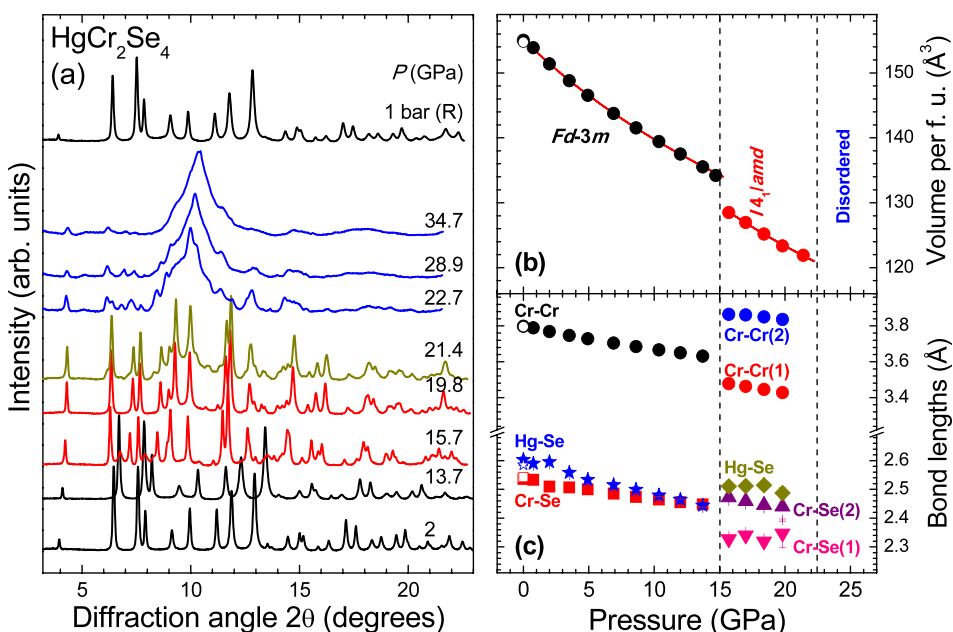 HgCr2Se4
(a)
P (GPa)
1 bar (R)
34.7
28.9
22.7
21.4
19.8
15.7
13.7
2
Intensity (arb. units)
5 10 15 20
Diffraction angle 2θ (degrees)
Fd-3m
I 41/amd
Disordered
(b)
150
140
130
120
Volume per f. u. (Å3)
Cr-Cr
Cr-Cr(2)
Cr-Cr(1)
Hg-Se
Hg-Se
Cr-Se
Cr-Se(2)
Cr-Se(1)
(c)
3.8
3.6
3.4
2.6
2.5
2.4
2.3
Bond lengths (Å)
0 5 10 15 20 25
Pressure (GPa)